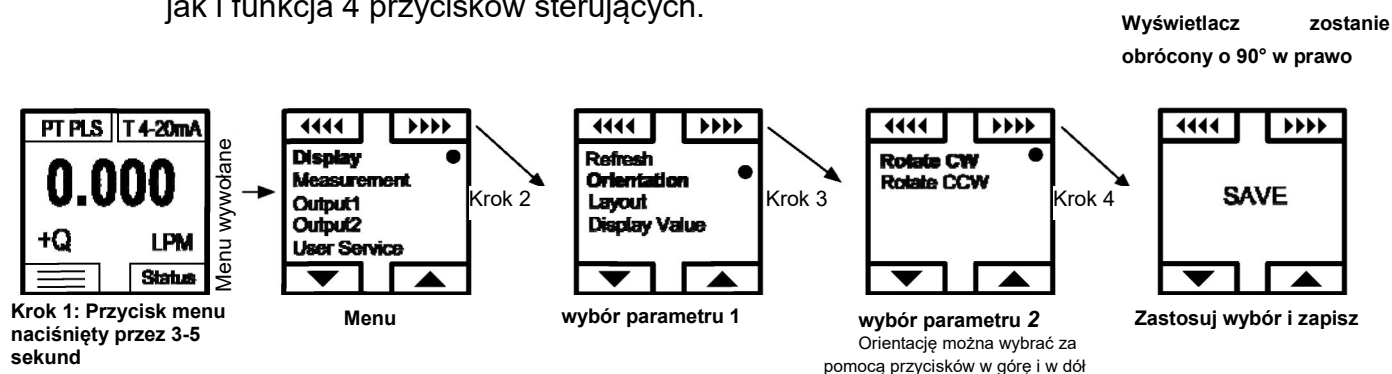 jak i funkcja 4 przycisków sterujących.
Wyświetlacz zostanie
obrócony o 90° w prawo
PT PLS T 4-20mA
0.000
+Q LPM
Status
Menu wywołane
Krok 1: Przycisk menu
naciśnięty przez 3-5
sekund
Display
Measurement
Output1
Output2
User Service
Menu
Krok 2
Refresh
Orientation
Layout
Display Value
wybór parametru 1
Krok 3
Rotate CW
Rotate CCW
wybór parametru 2
Orientację można wybrać za
pomocą przycisków w górę i w dół
Krok 4
SAVE
Zastosuj wybór i zapisz